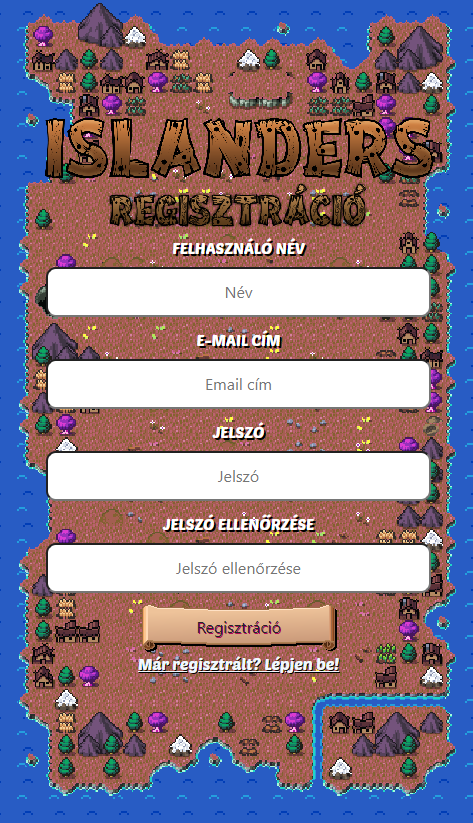 ISLANDERS
REGISZTRÁCIÓ
FELHASZNÁLÓ NÉV
Név
E-MAIL CÍM
Email cím
JELSZÓ
Jelszó
JELSZÓ ELLENŐRZÉSE
Jelszó ellenőrzése
Regisztráció
Már regisztrált? Lépjen be!